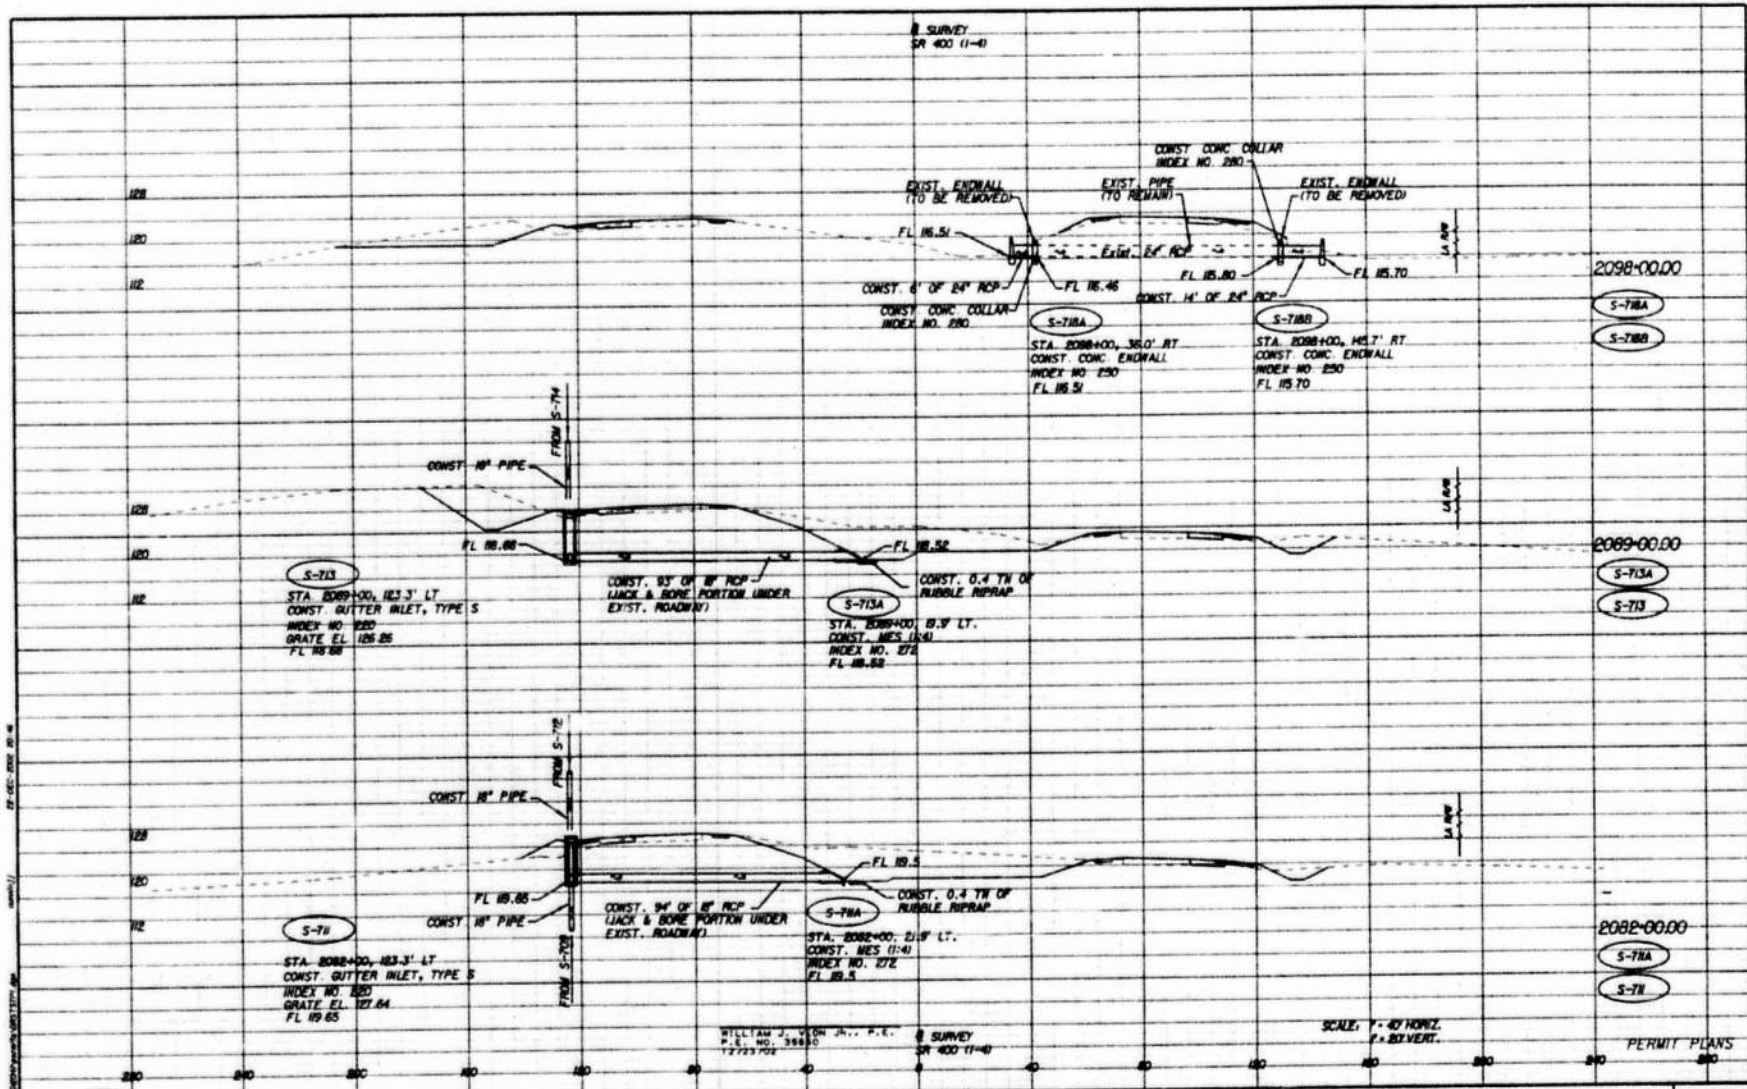 ℄ SURVEY
SR 400 (I-4)
CONST. CONC. COLLAR
INDEX NO. 280
EXIST. ENDWALL
(TO BE REMOVED)
EXIST. PIPE
(TO REMAIN)
EXIST. ENDWALL
(TO BE REMOVED)
128
120
112
FL 116.51
Exist. 24" RCP
LA R/W
FL 115.80
FL 115.70
CONST. 6' OF 24" RCP
FL 116.46
CONST. 14' OF 24" RCP
CONST. CONC. COLLAR
INDEX NO. 280
2098+00.00
S-718A
S-718B
S-718A
STA. 2098+00, 36.0' RT
CONST. CONC. ENDWALL
INDEX NO. 250
FL 116.51
S-718B
STA. 2098+00, 145.7' RT
CONST. CONC. ENDWALL
INDEX NO. 250
FL 115.70
FROM S-714
CONST. 18" PIPE
LA R/W
128
120
112
FL 118.68
FL 118.52
2089+00.00
S-713A
S-713
S-713
STA. 2089+00, 123.3' LT
CONST. GUTTER INLET, TYPE S
INDEX NO. 220
GRATE EL. 126.26
FL 118.68
CONST. 93' OF 18" RCP
(JACK & BORE PORTION UNDER
EXIST. ROADWAY)
CONST. 0.4 TN OF
RUBBLE RIPRAP
S-713A
STA. 2089+00, 19.9' LT.
CONST. MES (1:4)
INDEX NO. 272
FL 118.52
FROM S-712
CONST. 18" PIPE
LA R/W
128
120
112
FL 119.5
FL 119.65
CONST. 18" PIPE
CONST. 94' OF 18" RCP
(JACK & BORE PORTION UNDER
EXIST. ROADWAY)
CONST. 0.4 TN OF
RUBBLE RIPRAP
2082+00.00
S-711A
S-711
S-711
STA. 2082+00, 123.3' LT
CONST. GUTTER INLET, TYPE S
INDEX NO. 220
GRATE EL. 127.64
FL 119.65
FROM S-709
S-711A
STA. 2082+00, 21.9' LT.
CONST. MES (1:4)
INDEX NO. 272
FL 119.5
WILLIAM J. P.E.
P.E. NO.
12/23/02
℄ SURVEY
SR 400 (I-4)
SCALE: 1" = 40' HORIZ.
1" = 20' VERT.
PERMIT PLANS
280 240 200 160 120 80 40 0 40 80 120 160 200 240 280